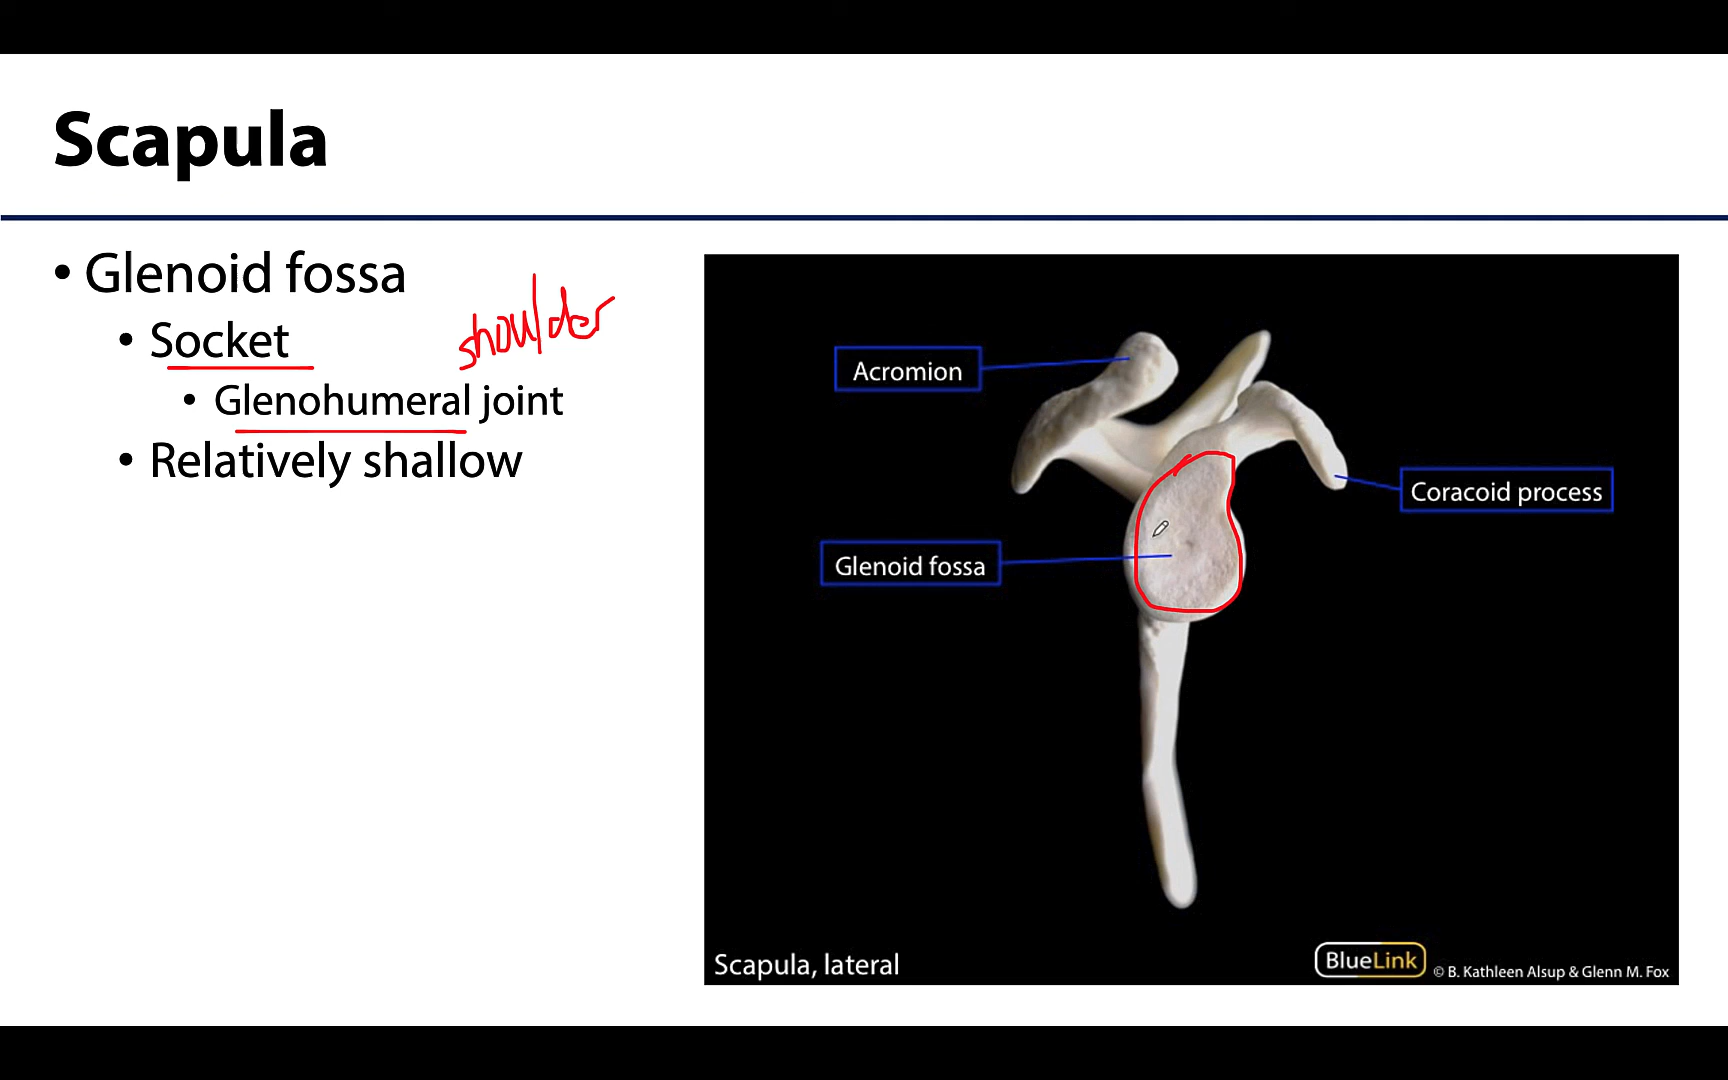 Scapula
• Glenoid fossa
• Socket
shoulder
• Glenohumeral joint
• Relatively shallow
Acromion
Coracoid process
Glenoid fossa
Scapula, lateral
BlueLink
© B. Kathleen Alsup & Glenn M. Fox